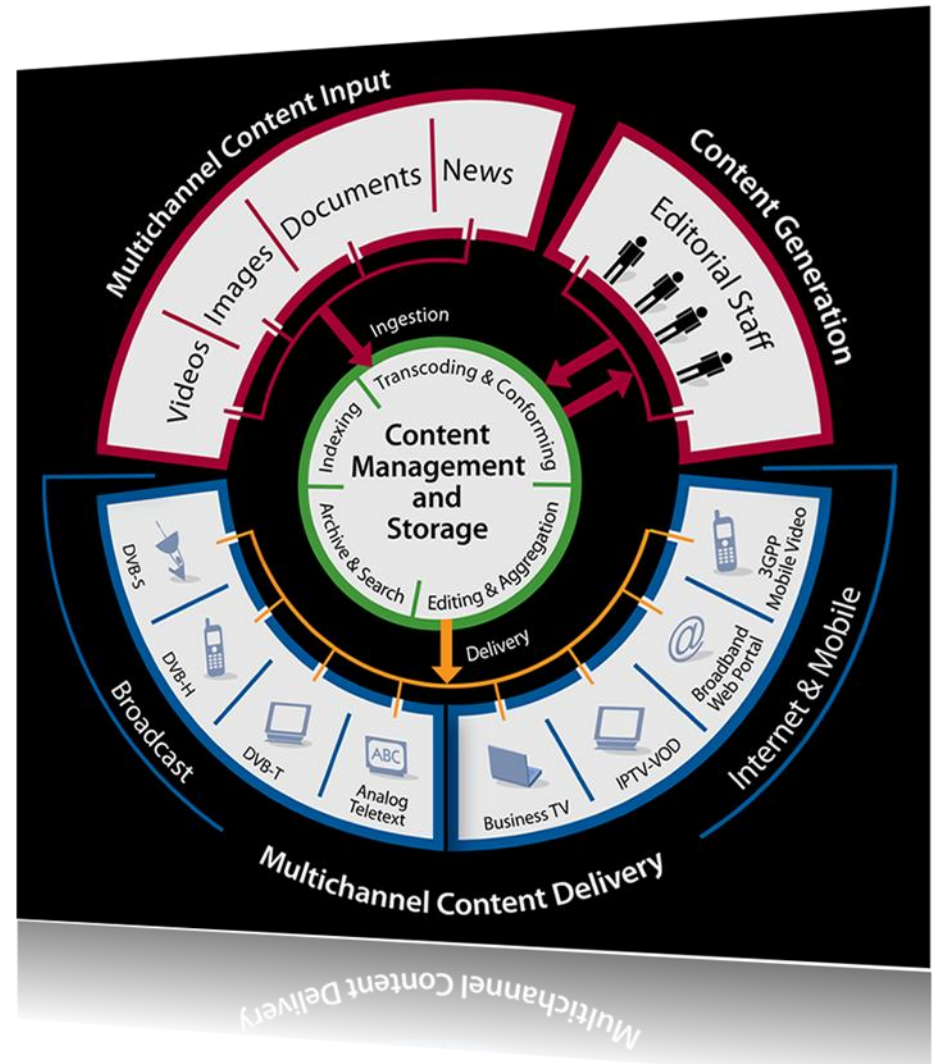 Multichannel Content Input
Content Generation
Videos
Images
Documents
News
Editorial Staff
Ingestion
Transcoding & Conforming
Indexing
Archive & Search
Editing & Aggregation
Content
Management
and
Storage
Delivery
DVB-S
DVB-H
DVB-T
Analog
Teletext
Business TV
IPTV-VOD
Broadband
Web Portal
3GPP
Mobile Video
Broadcast
Internet & Mobile
Multichannel Content Delivery
ABC
@
Multichannel Content Delivery